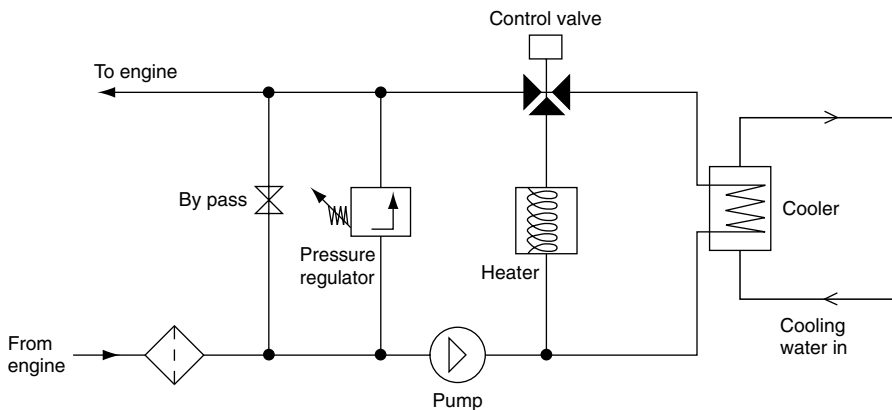 Control valve
To engine
By pass
Pressure
regulator
Heater
Cooler
From
engine
Cooling
water in
Pump